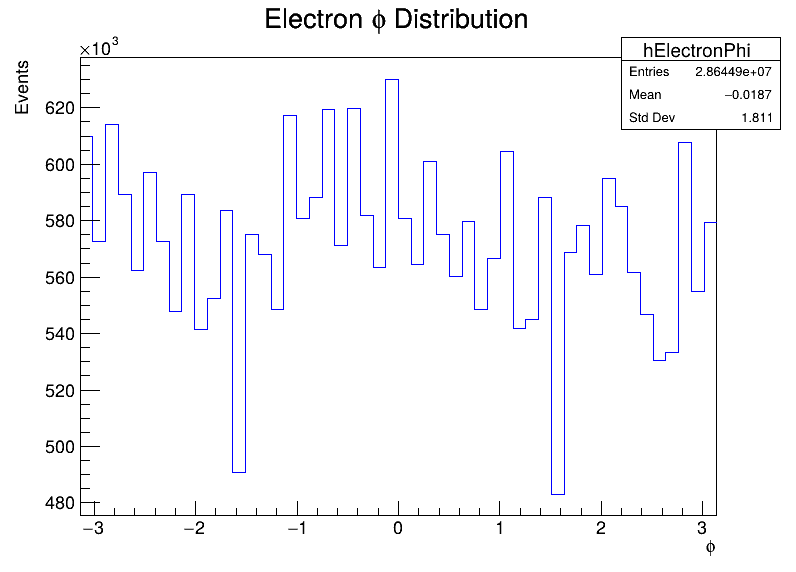 Electron ϕ Distribution
×10³
Events
hElectronPhi
Entries 2.86449e+07
Mean −0.0187
Std Dev 1.811
620
600
580
560
540
520
500
480
−3 −2 −1 0 1 2 3
ϕ